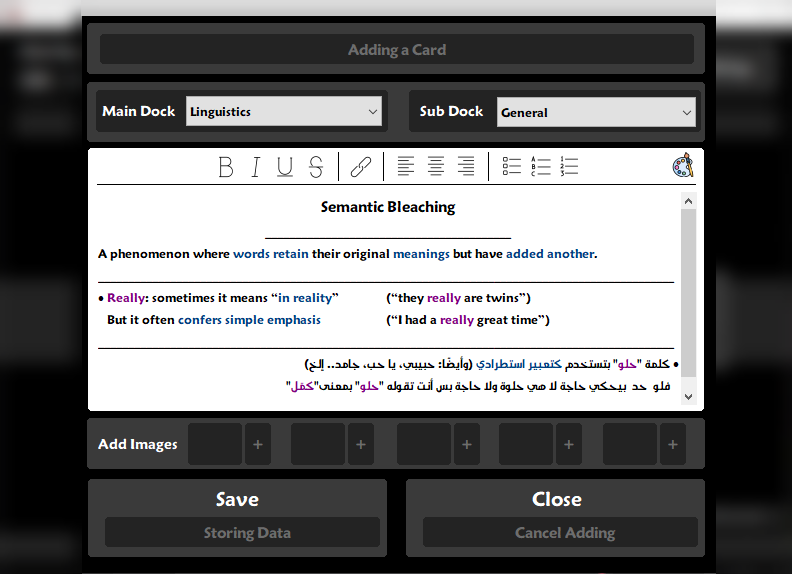 Adding a Card
Main Dock Linguistics Sub Dock General
B I U S A B C 1 2 3
Semantic Bleaching
A phenomenon where words retain their original meanings but have added another.
• Really: sometimes it means “in reality” (“they really are twins”)
But it often confers simple emphasis (“I had a really great time”)
• كلمة "حلو" بتستخدم كتعبير استطرادي (وأيضًا: حبيبي، يا حب، جامد.. إلخ)
فلو حد بيحكي حاجة لا هي حلوة ولا حاجة بس أنت تقوله "حلو" بمعنى"كمّل"
Add Images + + + + +
Save Close
Storing Data Cancel Adding